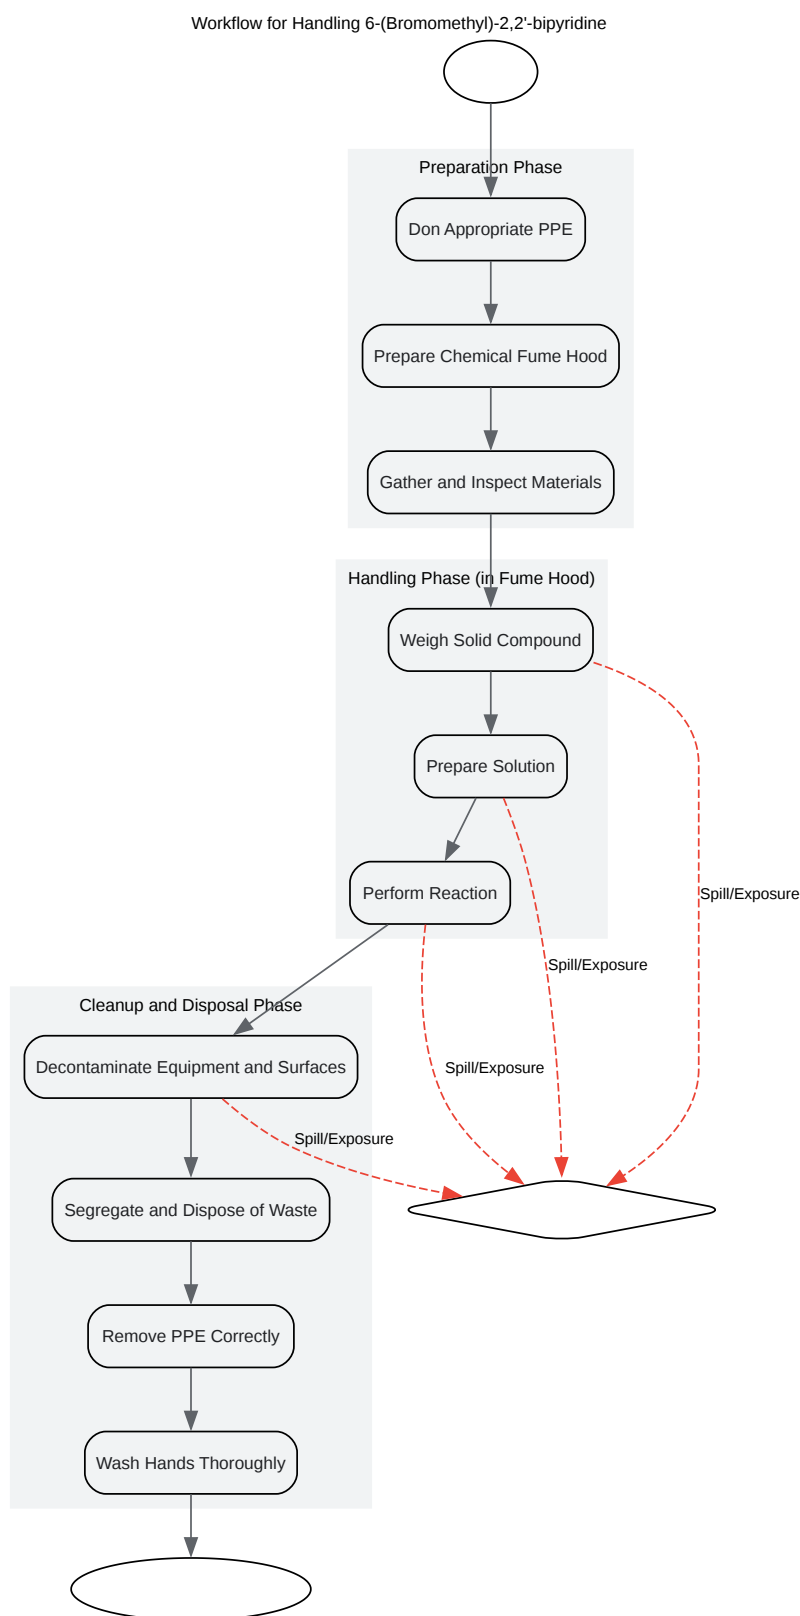 Workflow for Handling 6-(Bromomethyl)-2,2'-bipyridine
Preparation Phase
Don Appropriate PPE
Prepare Chemical Fume Hood
Gather and Inspect Materials
Handling Phase (in Fume Hood)
Weigh Solid Compound
Prepare Solution
Perform Reaction
Spill/Exposure
Spill/Exposure
Cleanup and Disposal Phase
Decontaminate Equipment and Surfaces
Spill/Exposure
Spill/Exposure
Segregate and Dispose of Waste
Remove PPE Correctly
Wash Hands Thoroughly